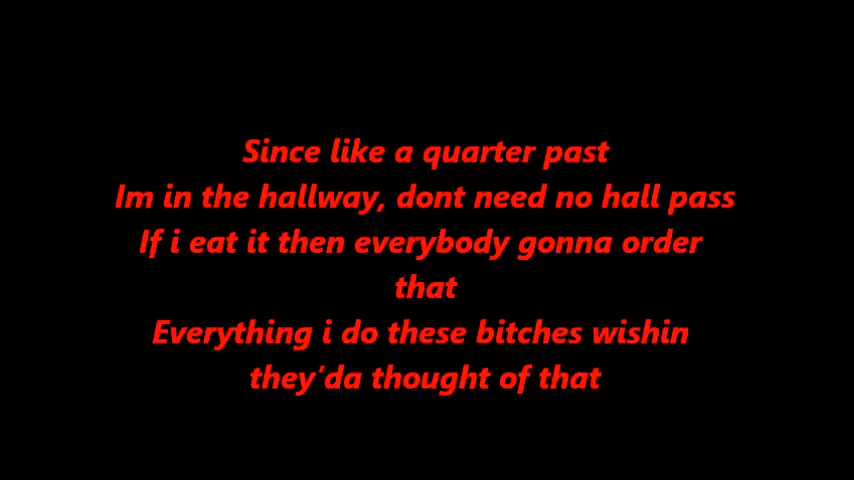 Since like a quarter past
Im in the hallway, dont need no hall pass
If i eat it then everybody gonna order
that
Everything i do these bitches wishin
they'da thought of that